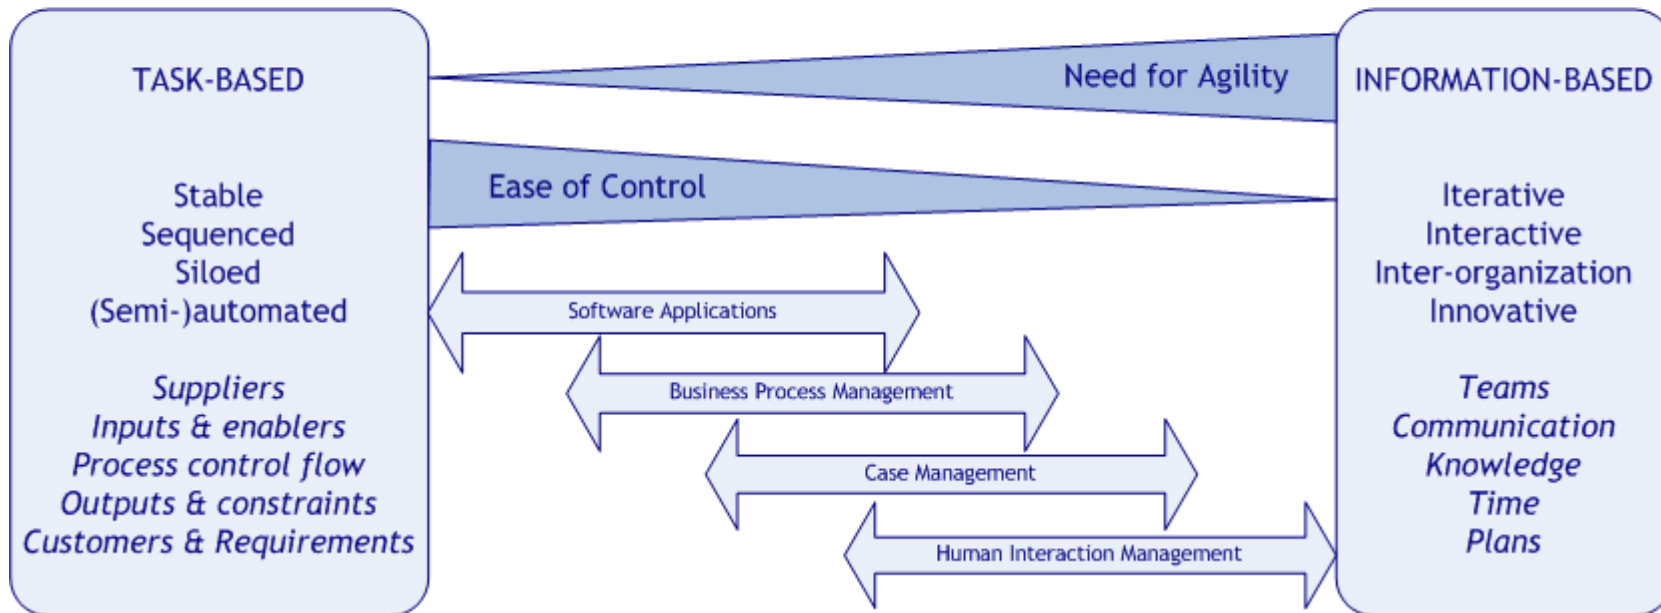 TASK-BASED
Stable
Sequenced
Siloed
(Semi-)automated
Suppliers
Inputs & enablers
Process control flow
Outputs & constraints
Customers & Requirements
Need for Agility
Ease of Control
Software Applications
Business Process Management
Case Management
Human Interaction Management
INFORMATION-BASED
Iterative
Interactive
Inter-organization
Innovative
Teams
Communication
Knowledge
Time
Plans